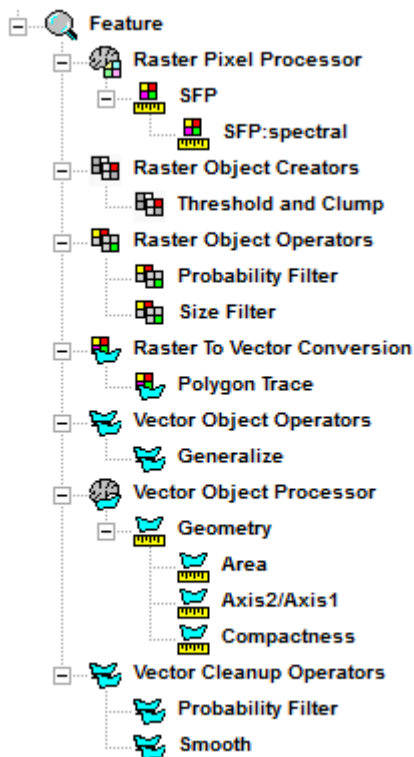 Feature
Raster Pixel Processor
SFP
SFP:spectral
Raster Object Creators
Threshold and Clump
Raster Object Operators
Probability Filter
Size Filter
Raster To Vector Conversion
Polygon Trace
Vector Object Operators
Generalize
Vector Object Processor
Geometry
Area
Axis2/Axis1
Compactness
Vector Cleanup Operators
Probability Filter
Smooth